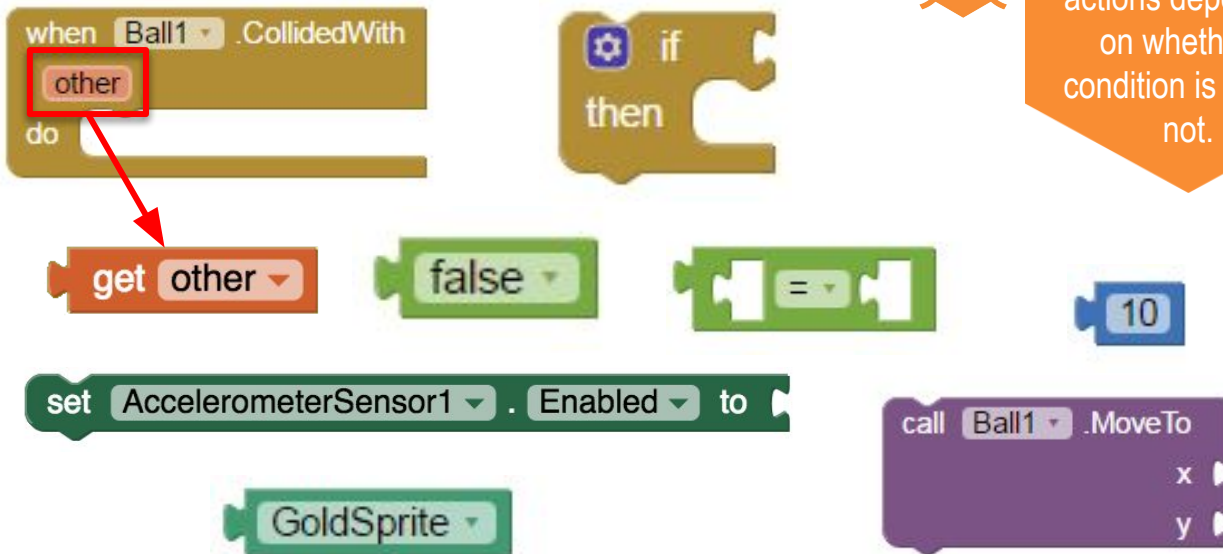 when Ball1 .CollidedWith
other
do
if
then
on
condition is
not.
get other
false
=
10
set AccelerometerSensor1 . Enabled to
call Ball1 .MoveTo
x
y
GoldSprite